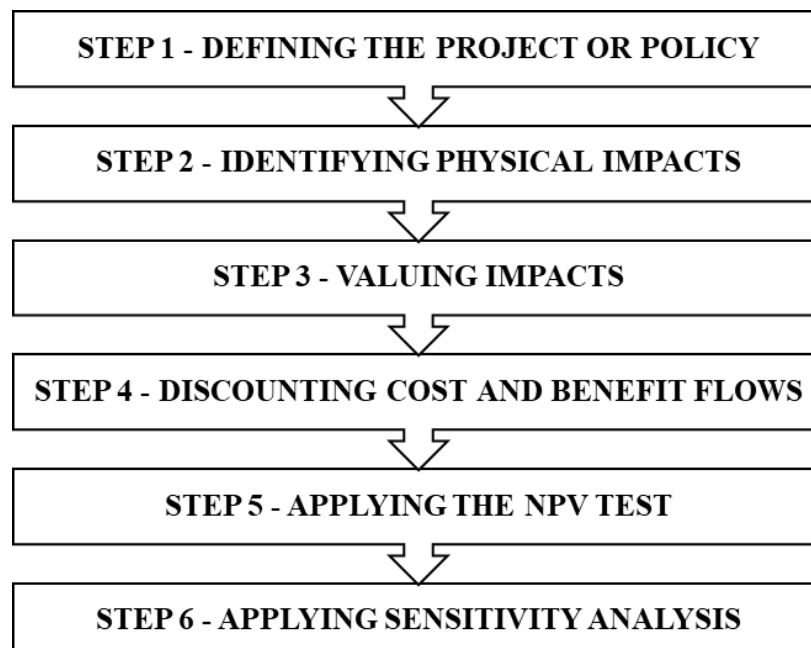 STEP 1 - DEFINING THE PROJECT OR POLICY
STEP 2 - IDENTIFYING PHYSICAL IMPACTS
STEP 3 - VALUING IMPACTS
STEP 4 - DISCOUNTING COST AND BENEFIT FLOWS
STEP 5 - APPLYING THE NPV TEST
STEP 6 - APPLYING SENSITIVITY ANALYSIS